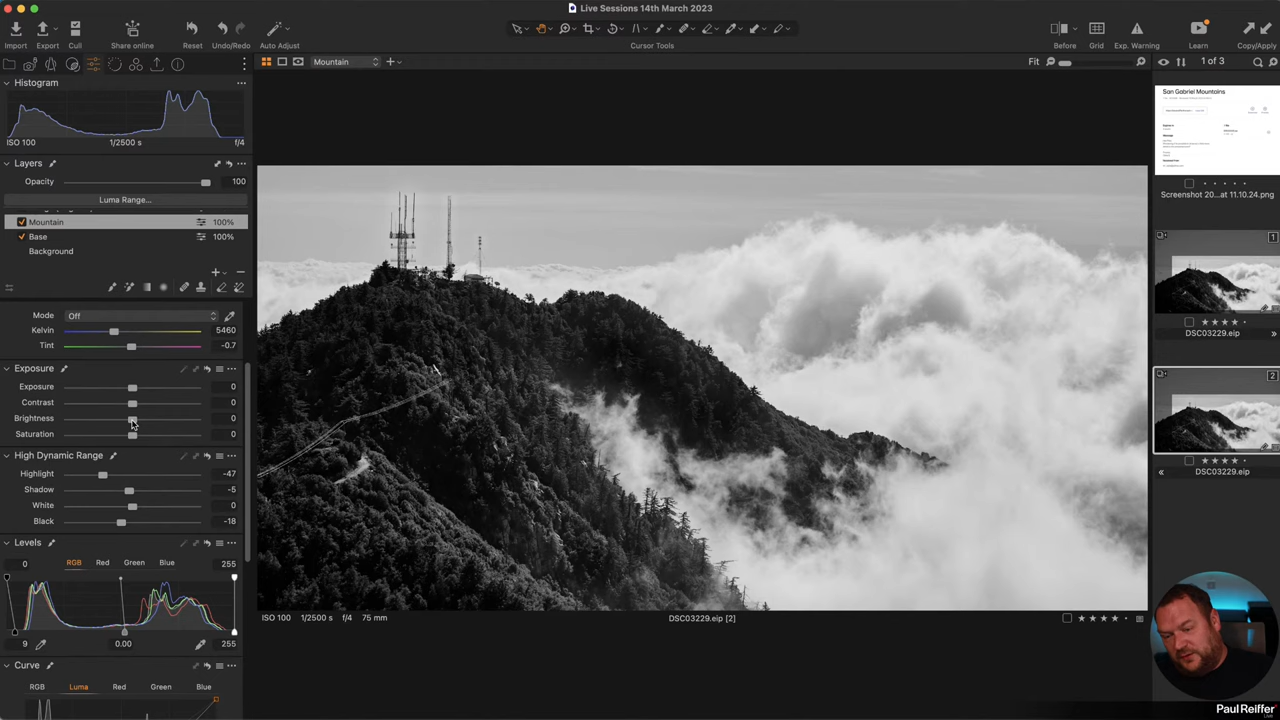 Live Sessions 14th March 2023
Import Export Cull Share online Reset Undo/Redo Auto Adjust Cursor Tools Before Grid Exp. Warning Learn Copy/Apply
Mountain Fit 1 of 3
Histogram
ISO 100 1/2500 s f/4
Layers
Opacity 100
Luma Range...
Mountain 100%
Base 100%
Background
Mode Off
Kelvin 5460
Tint -0.7
Exposure
Exposure 0
Contrast 0
Brightness 0
Saturation 0
High Dynamic Range
Highlight -47
Shadow -5
White 0
Black -18
Levels
0 RGB Red Green Blue 255
9 0.00 255
Curve
RGB Luma Red Green Blue
ISO 100 1/2500 s f/4 75 mm DSC03229.eip [2]
San Gabriel Mountains
Screenshot 20...at 11.10.24.png
1
DSC03229.eip
2
DSC03229.eip
PaulReiffer Live